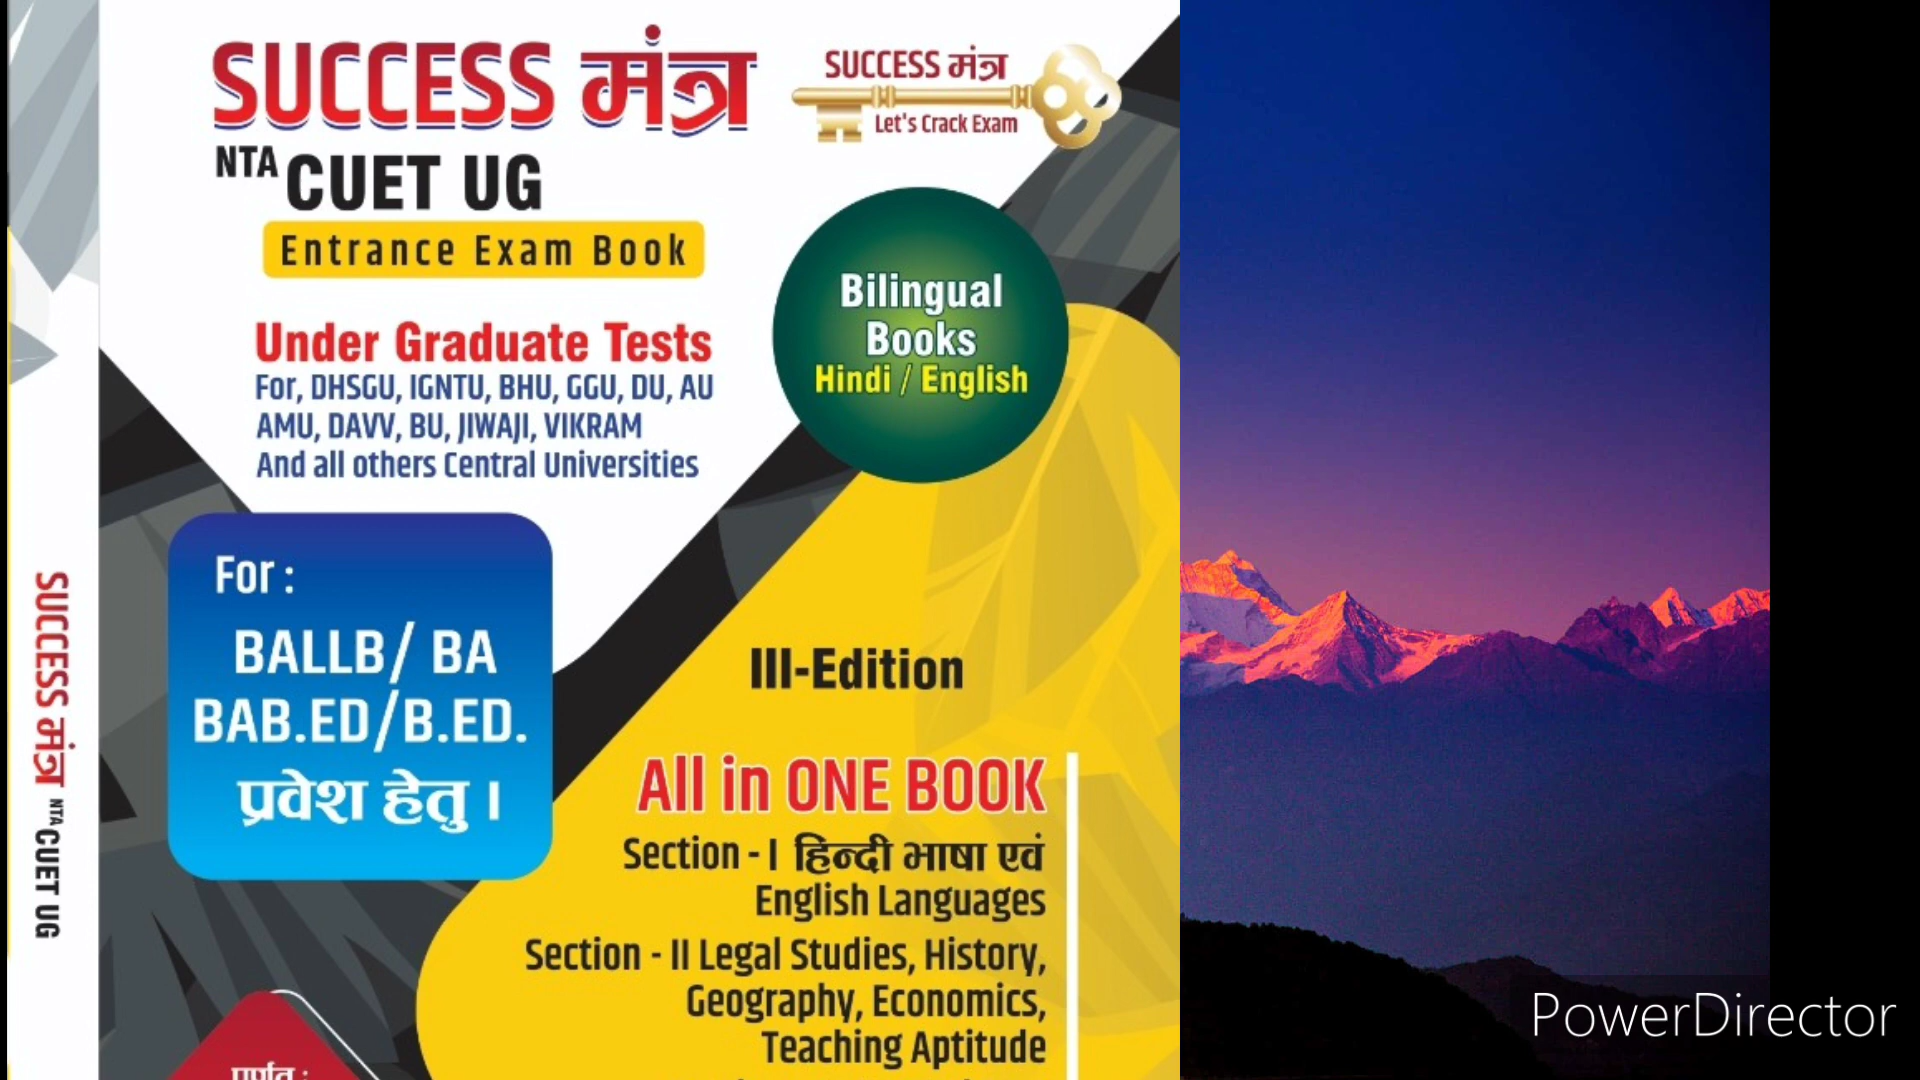 SUCCESS मंत्र
SUCCESS मंत्र
Let's Crack Exam
NTA CUET UG
Entrance Exam Book
Bilingual
Books
Hindi / English
Under Graduate Tests
For, DHSGU, IGNTU, BHU, GGU, DU, AU
AMU, DAVV, BU, JIWAJI, VIKRAM
And all others Central Universities
For :
BALLB/ BA
BAB.ED/B.ED.
प्रवेश हेतु ।
III-Edition
All in ONE BOOK
Section - I हिन्दी भाषा एवं
English Languages
Section - II Legal Studies, History,
Geography, Economics,
Teaching Aptitude
SUCCESS मंत्र NTA CUET UG
PowerDirector